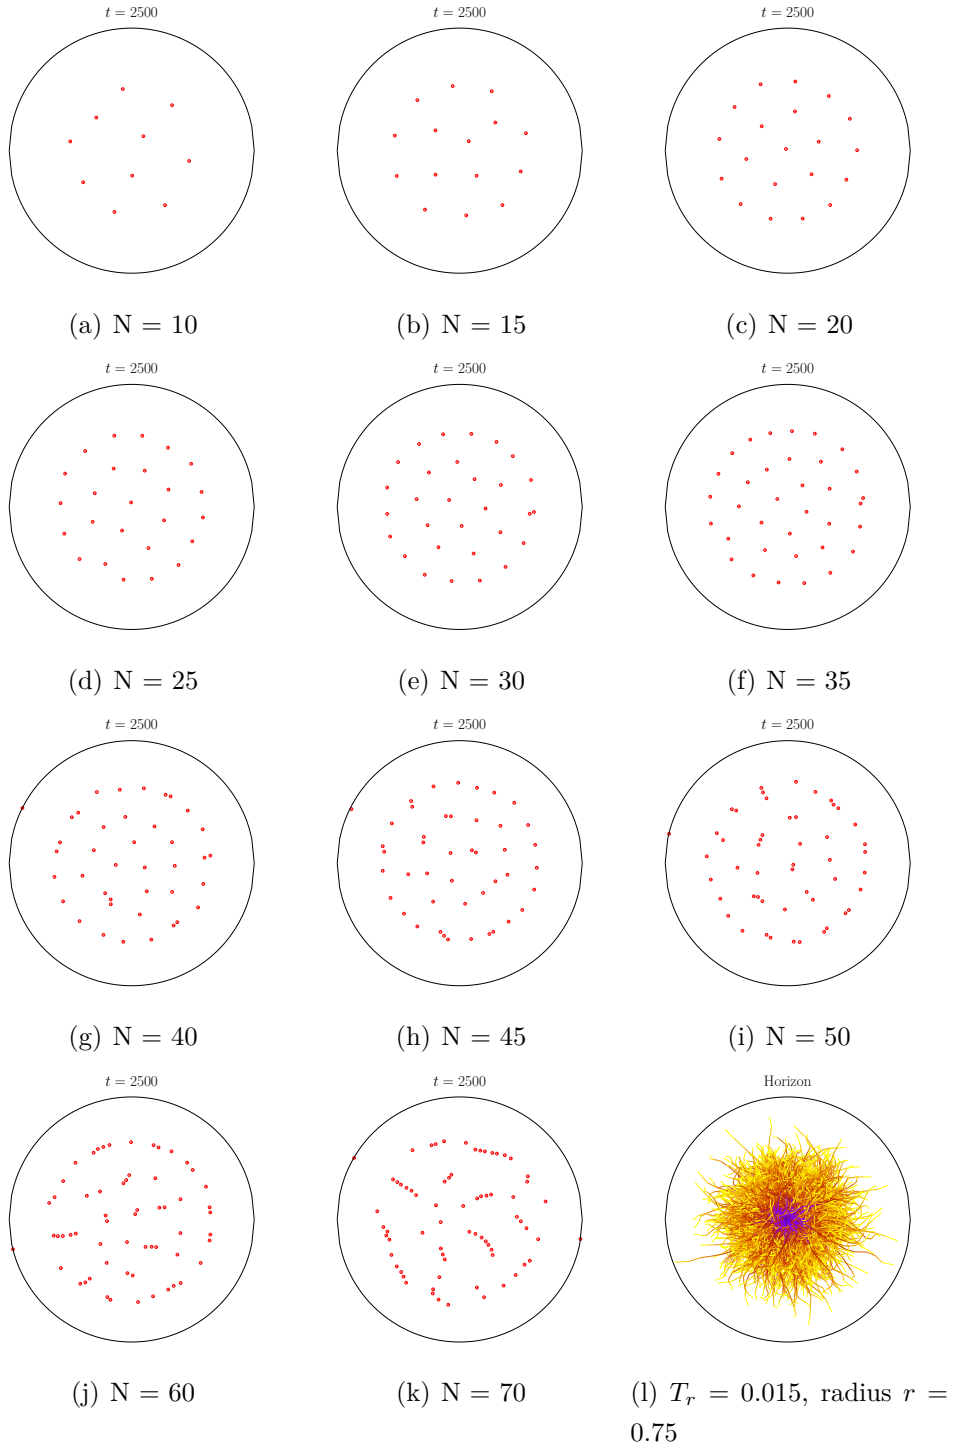 t = 2500 t = 2500 t = 2500
(a) N = 10 (b) N = 15 (c) N = 20
t = 2500 t = 2500 t = 2500
(d) N = 25 (e) N = 30 (f) N = 35
t = 2500 t = 2500 t = 2500
(g) N = 40 (h) N = 45 (i) N = 50
t = 2500 t = 2500 Horizon
(j) N = 60 (k) N = 70 (l) T_r = 0.015, radius r =
0.75